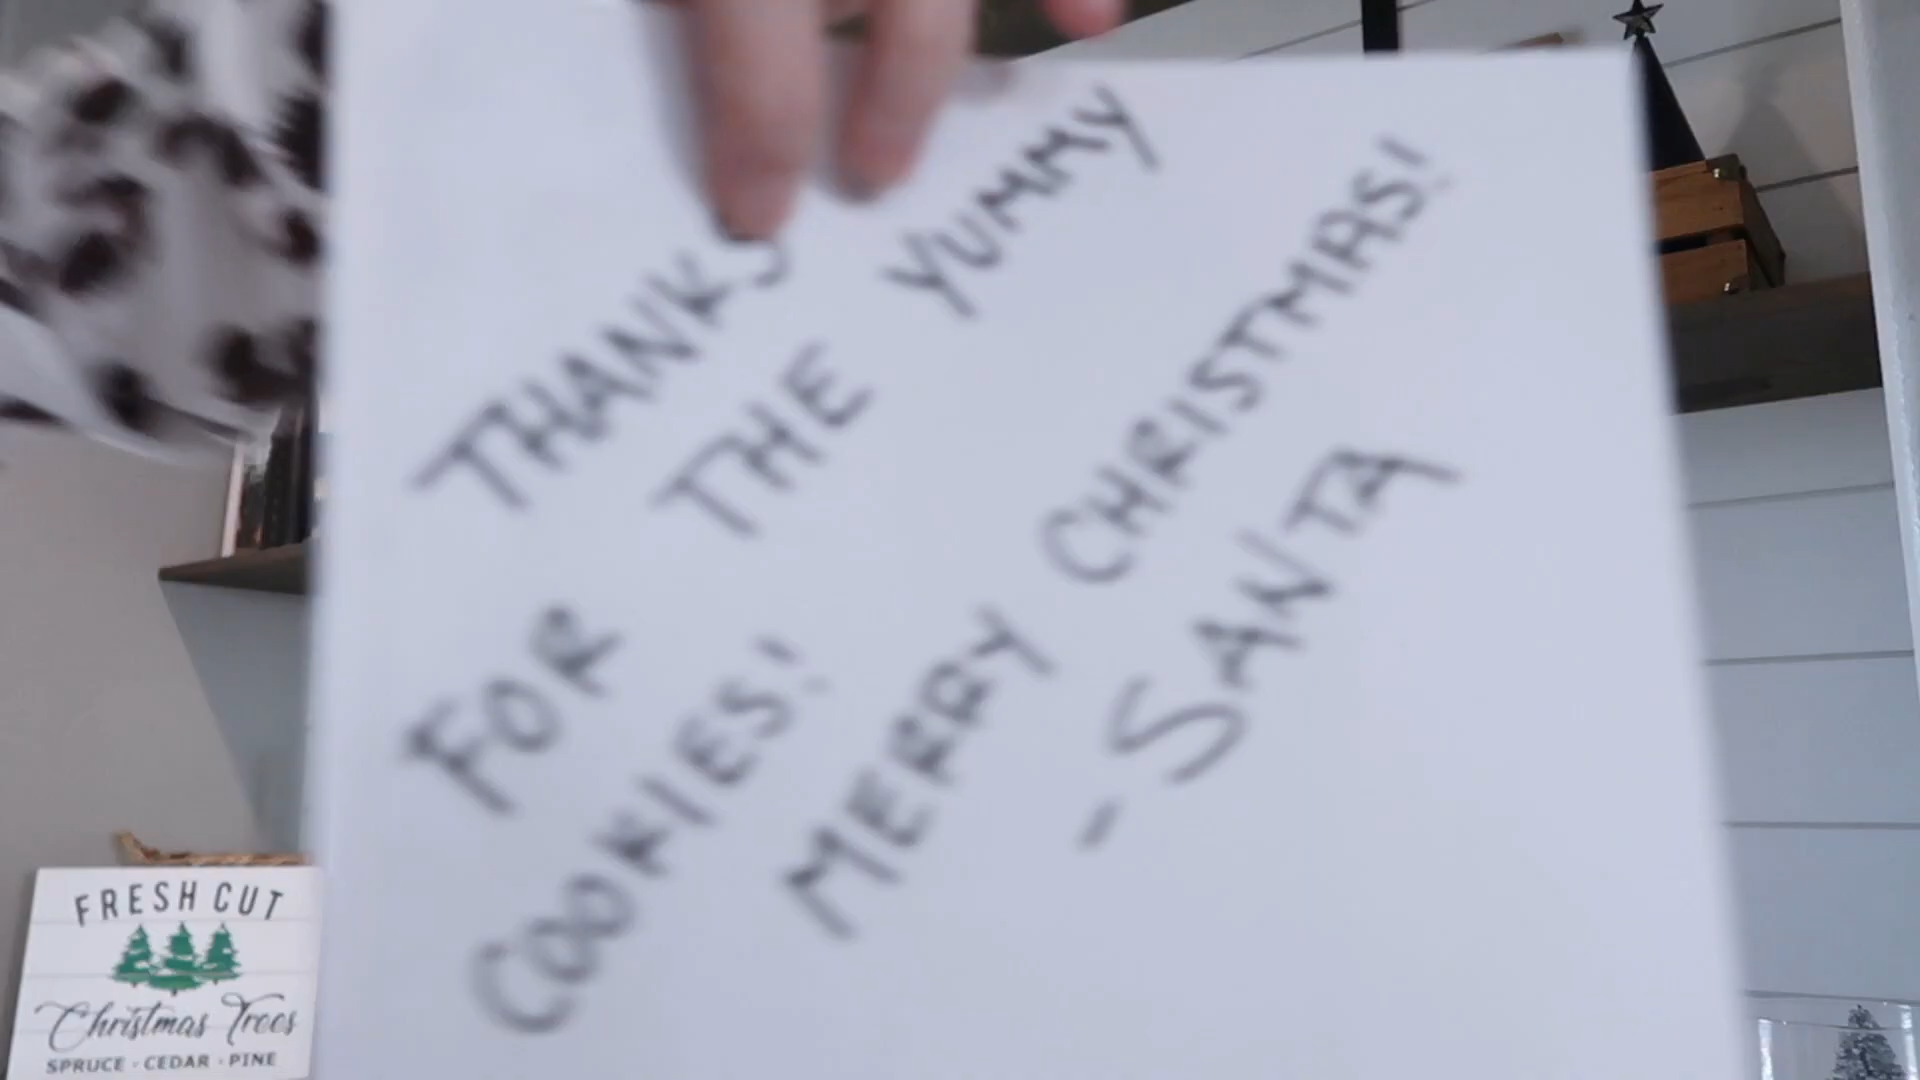 THANKS
FOR THE YUMMY
COOKIES!
MERRY CHRISTMAS!
-SANTA
FRESH CUT
Christmas Trees
SPRUCE · CEDAR · PINE